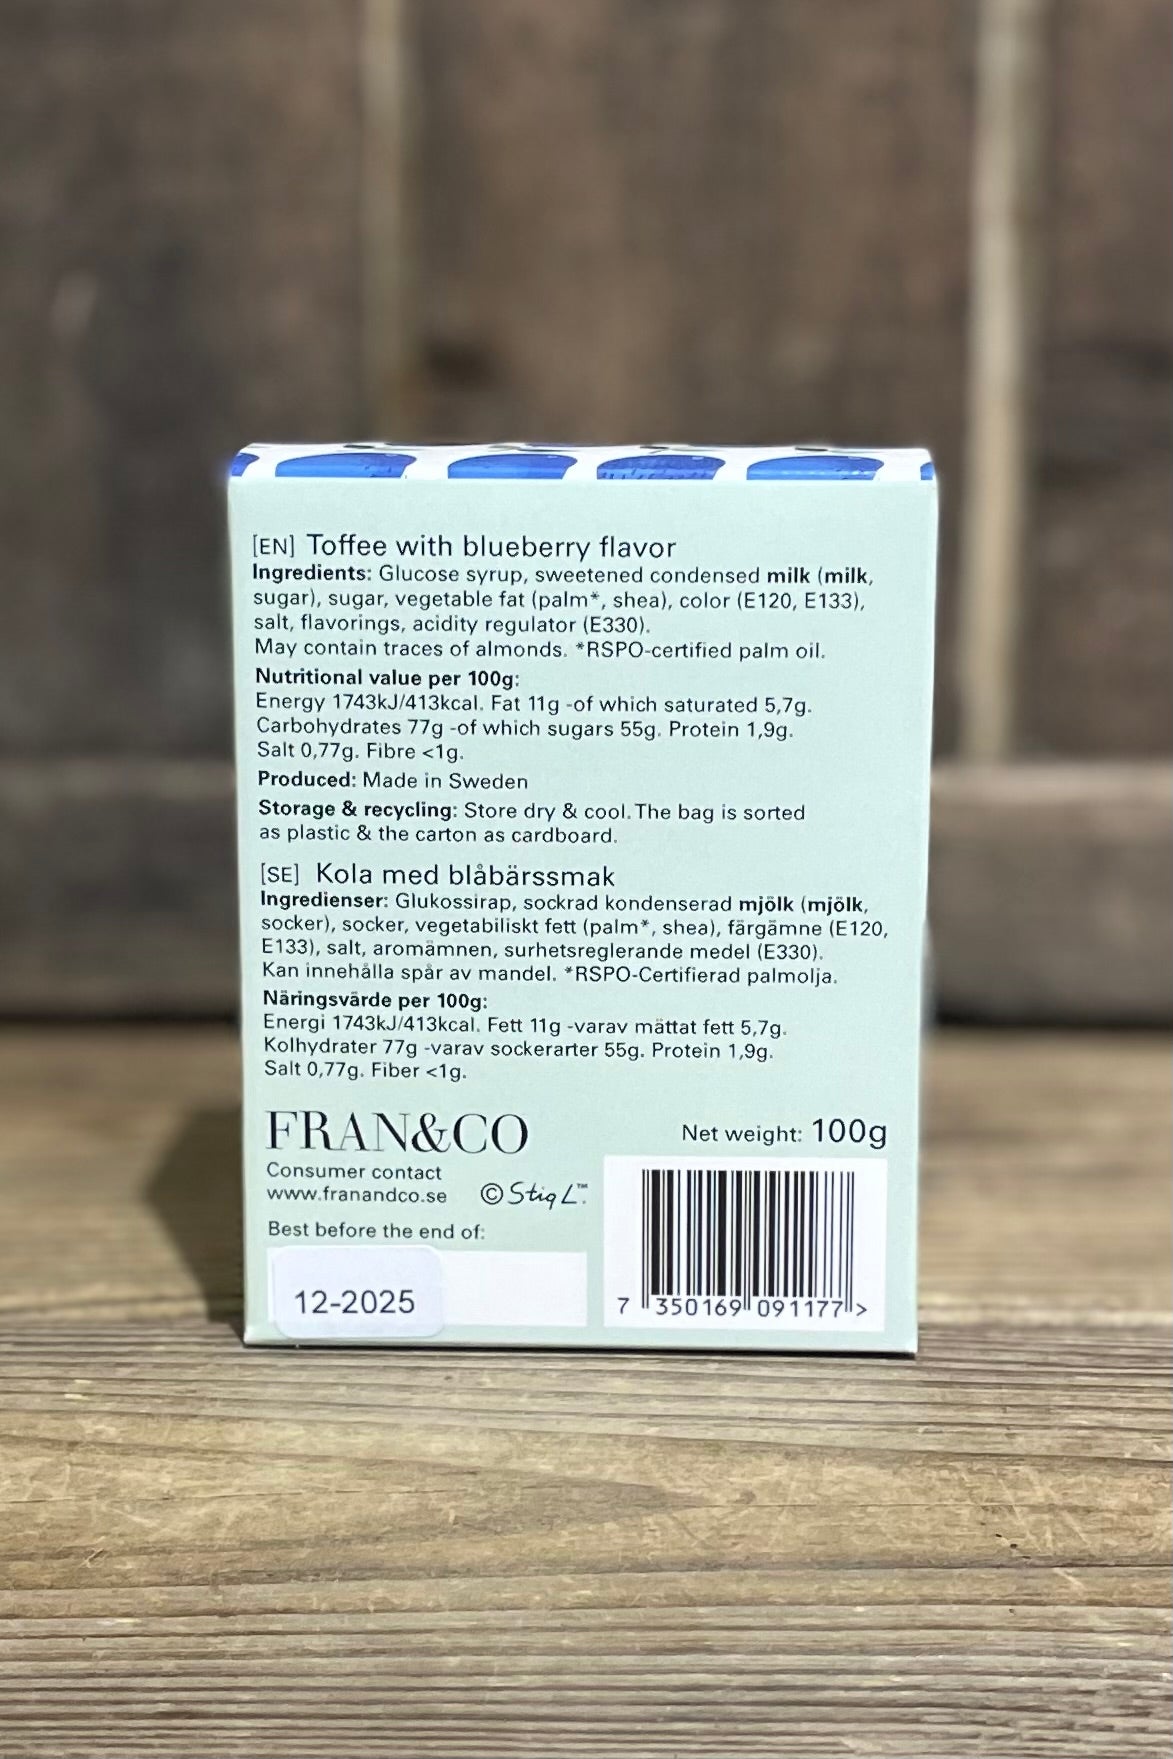 [EN] Toffee with blueberry flavor
Ingredients: Glucose syrup, sweetened condensed milk (milk,
sugar), sugar, vegetable fat (palm*, shea), color (E120, E133),
salt, flavorings, acidity regulator (E330).
May contain traces of almonds. *RSPO-certified palm oil.
Nutritional value per 100g:
Energy 1743kJ/413kcal. Fat 11g -of which saturated 5,7g.
Carbohydrates 77g -of which sugars 55g. Protein 1,9g.
Salt 0,77g. Fibre <1g.
Produced: Made in Sweden
Storage & recycling: Store dry & cool. The bag is sorted
as plastic & the carton as cardboard.
[SE] Kola med blåbärssmak
Ingredienser: Glukossirap, sockrad kondenserad mjölk (mjölk,
socker), socker, vegetabiliskt fett (palm*, shea), färgämne (E120,
E133), salt, aromämnen, surhetsreglerande medel (E330).
Kan innehålla spår av mandel. *RSPO-Certifierad palmolja.
Näringsvärde per 100g:
Energi 1743kJ/413kcal. Fett 11g -varav mättat fett 5,7g.
Kolhydrater 77g -varav sockerarter 55g. Protein 1,9g.
Salt 0,77g. Fiber <1g.
FRAN&CO
Net weight: 100g
Consumer contact
www.franandco.se
© Stig L.™
Best before the end of:
12-2025
7 350169 091177 >